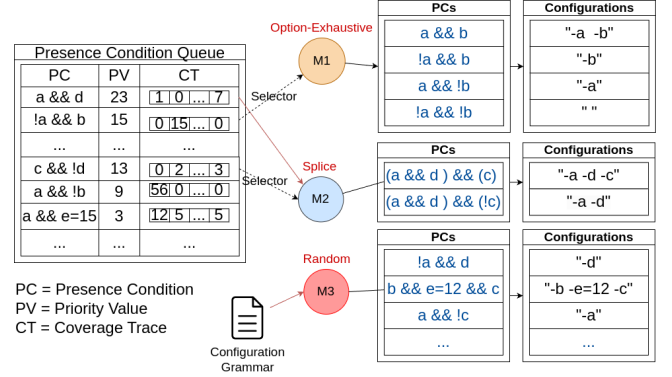 Presence Condition Queue
PC PV CT
a && d 23 1 0 ... 7
!a && b 15 0 15 ... 0
... ... ...
c && !d 13 0 2 ... 3
a && !b 9 56 0 ... 0
a && e=15 3 12 5 ... 5
... ... ...
PC = Presence Condition
PV = Priority Value
CT = Coverage Trace
Selector
Selector
Option-Exhaustive
M1
Splice
M2
Random
M3
Configuration
Grammar
PCs Configurations
a && b "-a -b"
!a && b "-b"
a && !b "-a"
!a && !b " "
PCs Configurations
(a && d ) && (c) "-a -d -c"
(a && d ) && (!c) "-a -d"
PCs Configurations
!a && d "-d"
b && e=12 && c "-b -e=12 -c"
a && !c "-a"
... ...